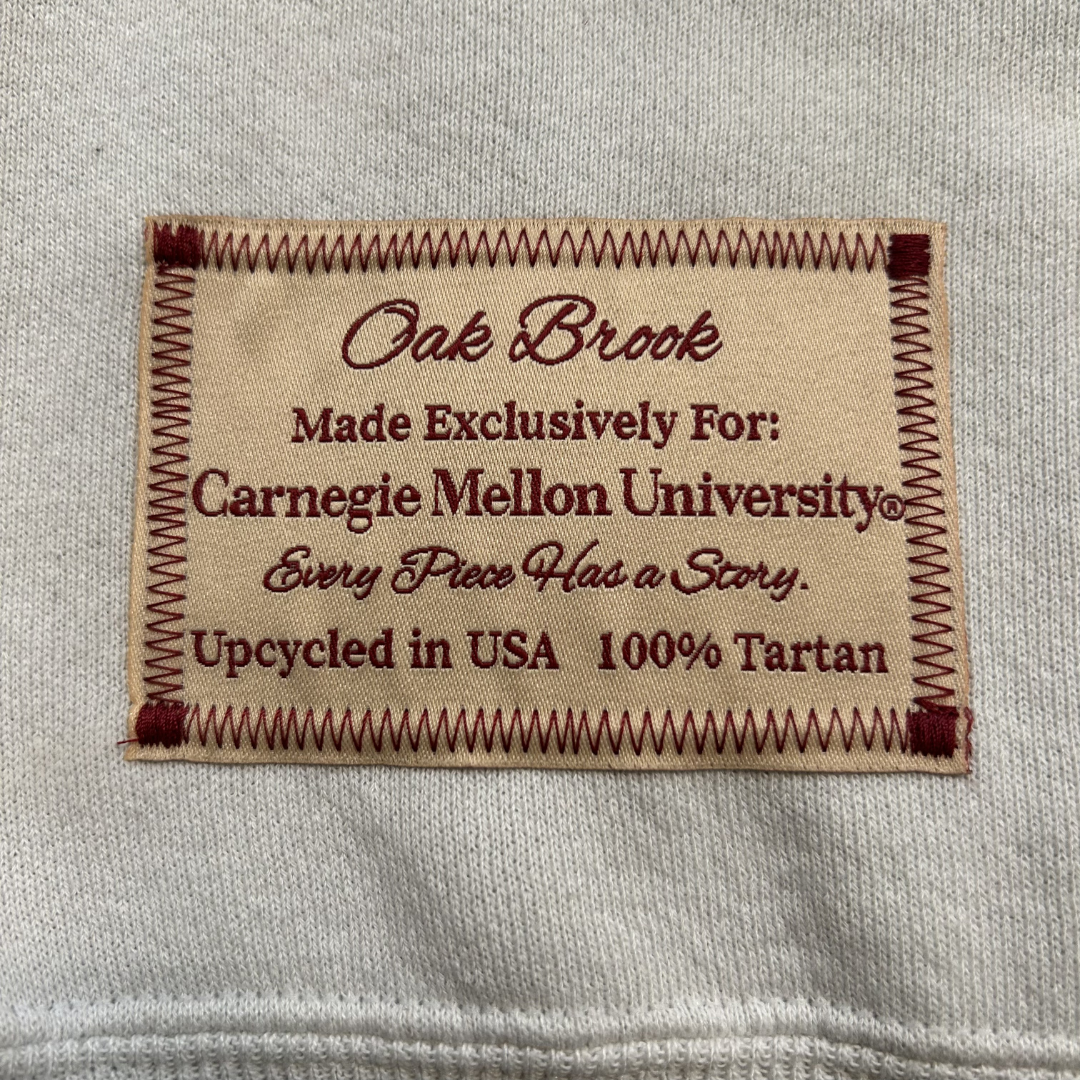 Oak Brook
Made Exclusively For:
Carnegie Mellon University®
Every Piece Has a Story.
Upcycled in USA 100% Tartan